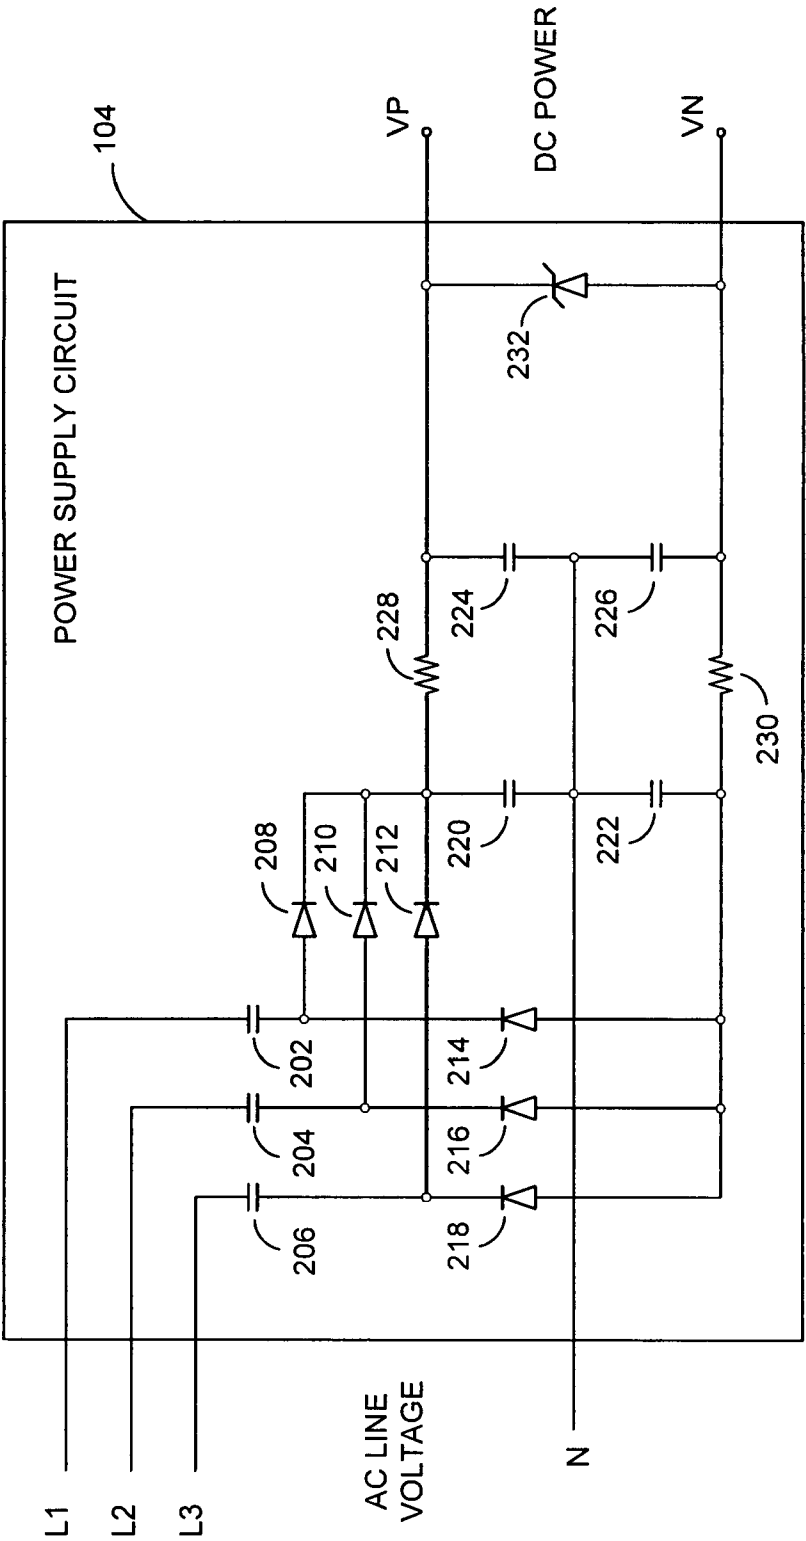 POWER SUPPLY CIRCUIT
104
L1
L2
L3
AC LINE
VOLTAGE
N
202
204
206
208
210
212
214
216
218
220
222
224
226
228
230
232
VP
DC POWER
VN